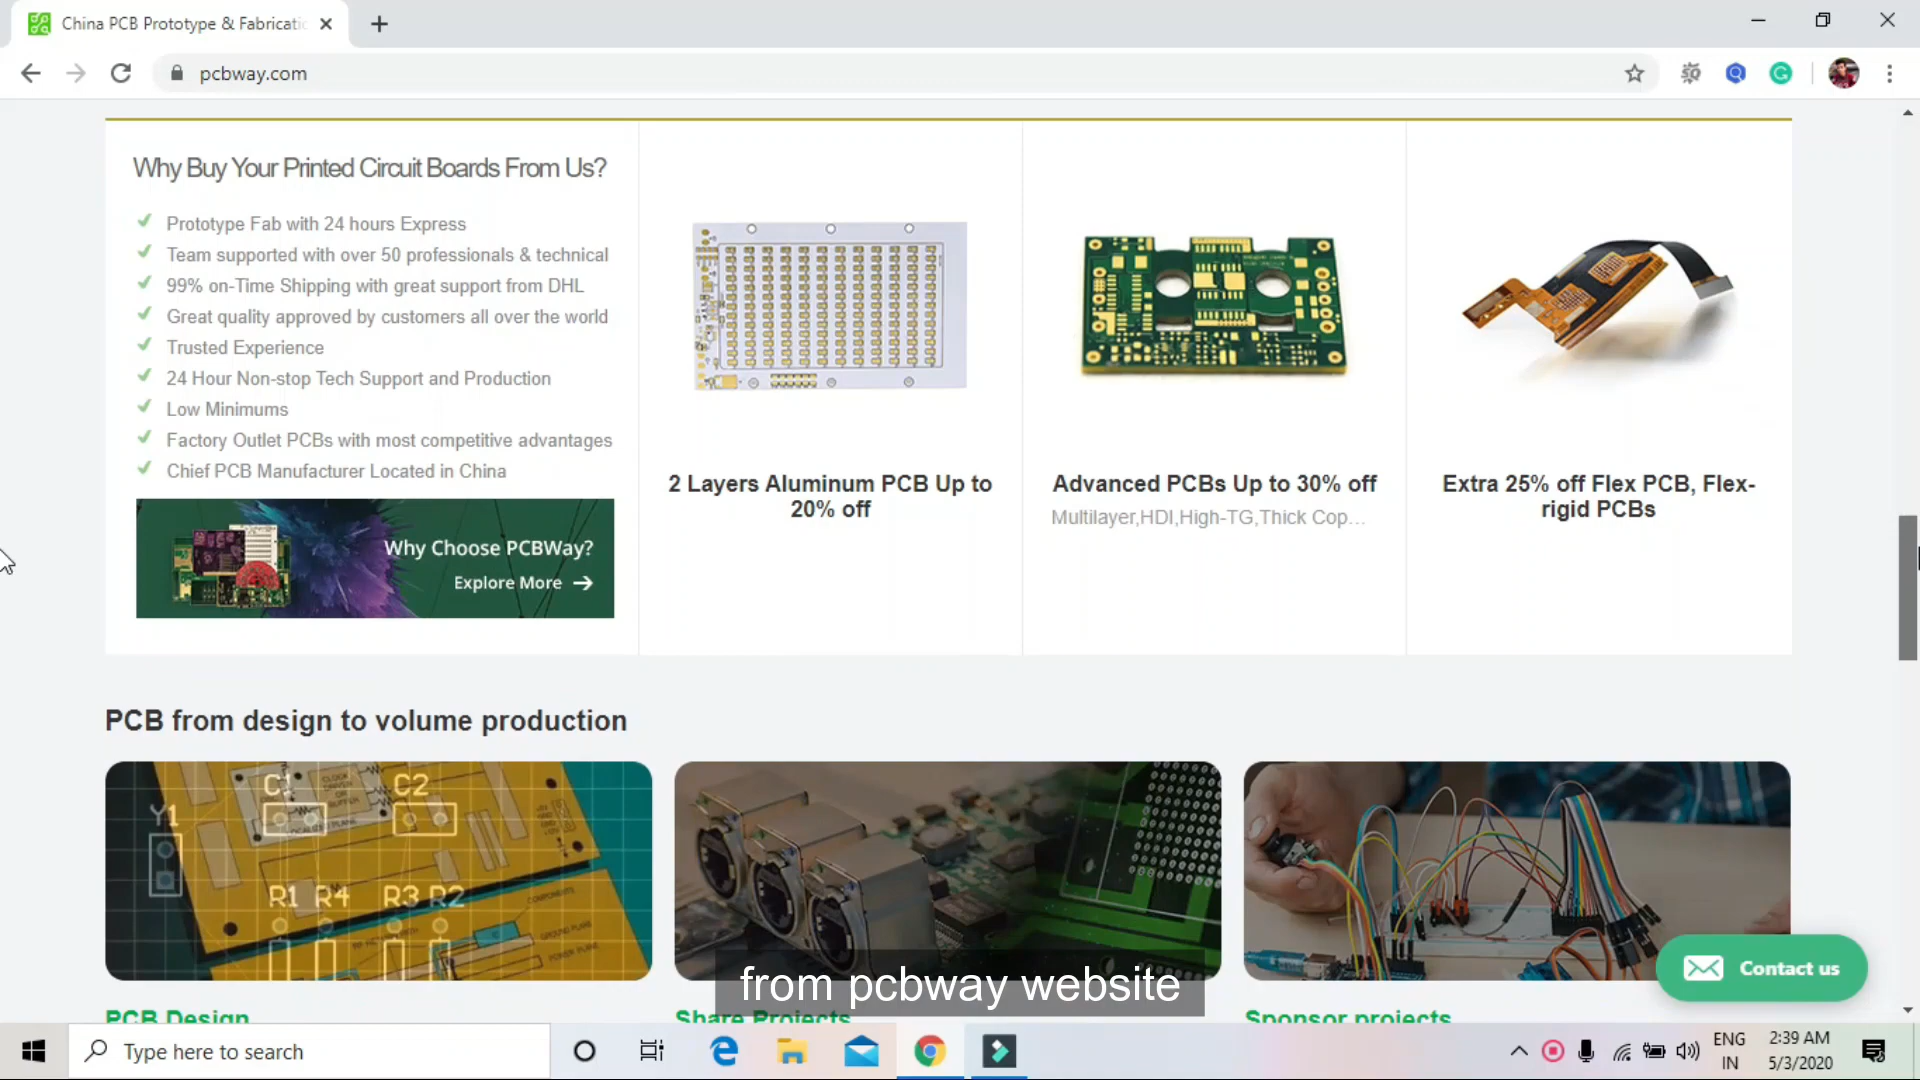 China PCB Prototype & Fabricatio
pcbway.com
Why Buy Your Printed Circuit Boards From Us?
Prototype Fab with 24 hours Express
Team supported with over 50 professionals & technical
99% on-Time Shipping with great support from DHL
Great quality approved by customers all over the world
Trusted Experience
24 Hour Non-stop Tech Support and Production
Low Minimums
Factory Outlet PCBs with most competitive advantages
Chief PCB Manufacturer Located in China
Why Choose PCBWay?
Explore More
2 Layers Aluminum PCB Up to
20% off
Advanced PCBs Up to 30% off
Multilayer,HDI,High-TG,Thick Cop...
Extra 25% off Flex PCB, Flex-
rigid PCBs
PCB from design to volume production
C1 C2
Y1
R1 R4 R3 R2
COMPONENTS
GROUND PLANE
POWER PLANE
Contact us
from pcbway website
PCB Design
Share Projects
Sponsor projects
Type here to search
ENG
IN
2:39 AM
5/3/2020